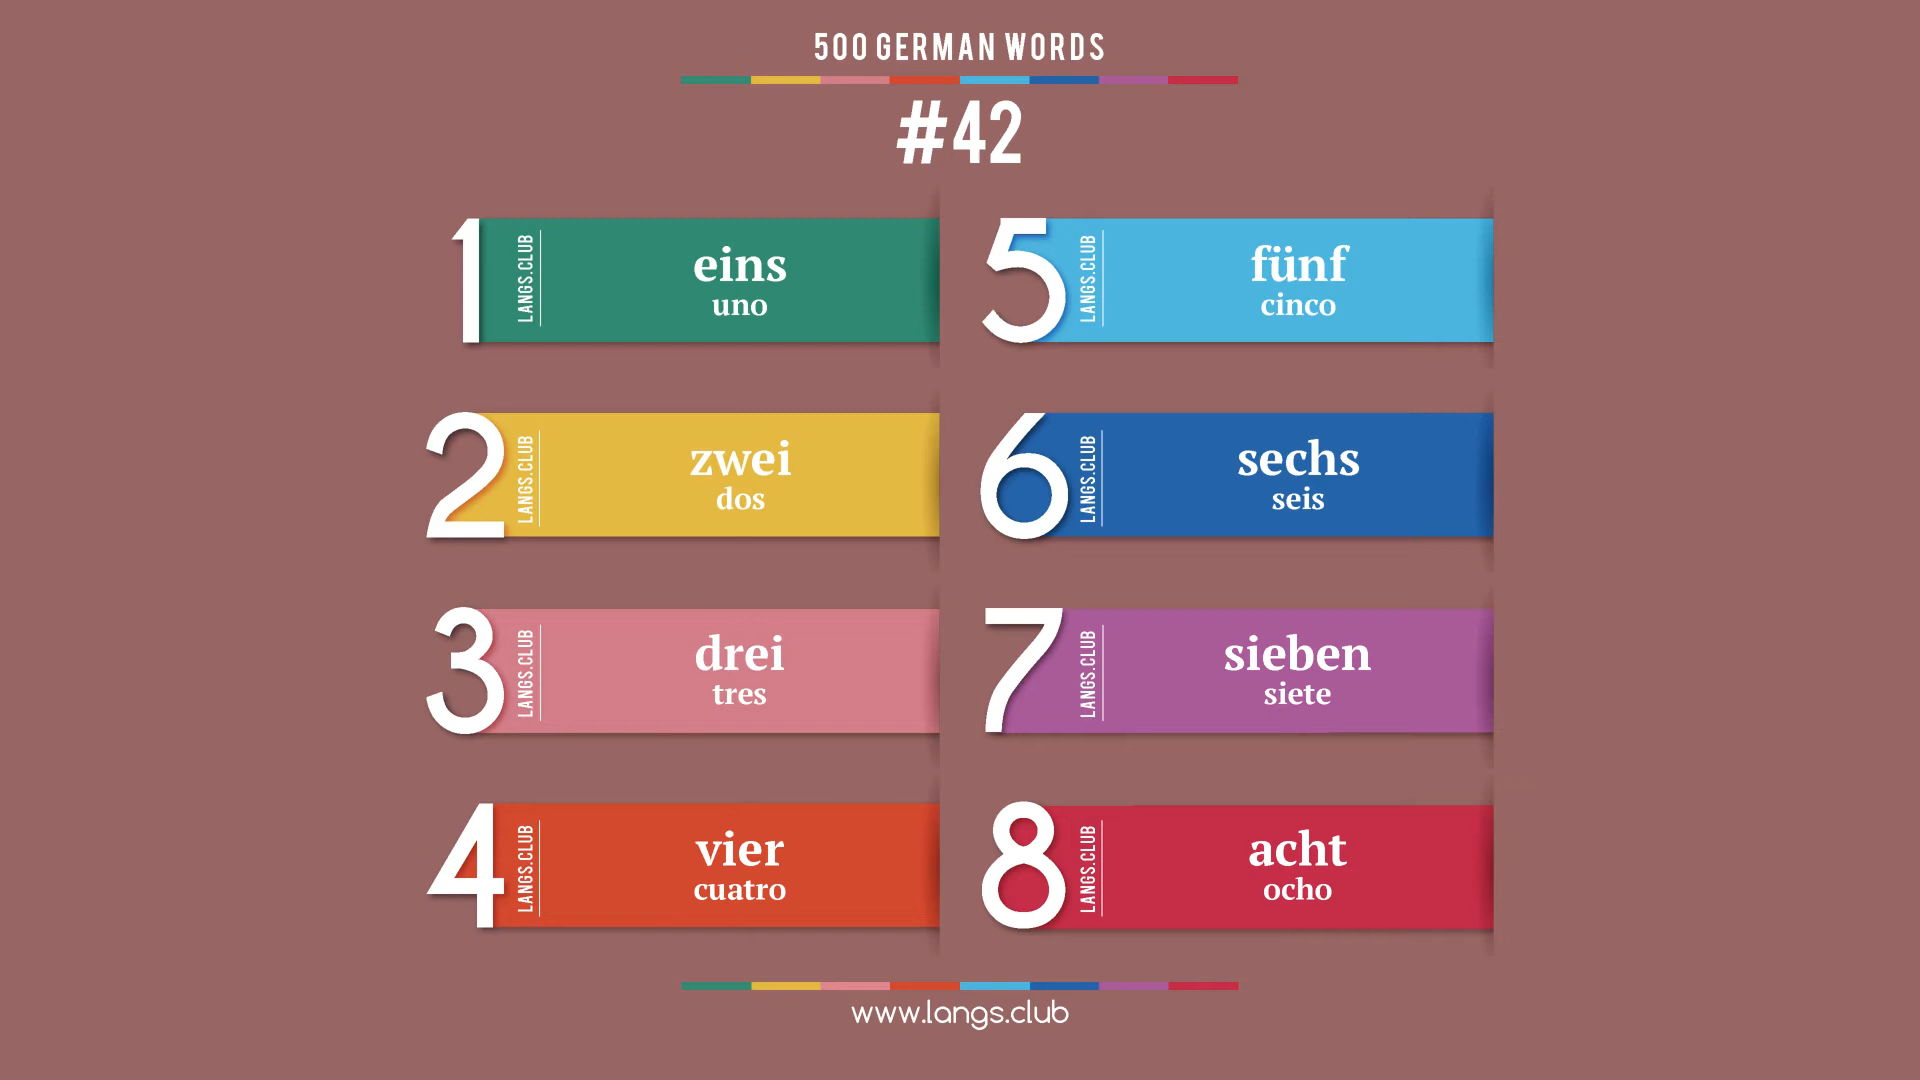 500 GERMAN WORDS
#42
1
LANGS.CLUB
eins
uno
2
LANGS.CLUB
zwei
dos
3
LANGS.CLUB
drei
tres
4
LANGS.CLUB
vier
cuatro
5
LANGS.CLUB
fünf
cinco
6
LANGS.CLUB
sechs
seis
7
LANGS.CLUB
sieben
siete
8
LANGS.CLUB
acht
ocho
www.langs.club